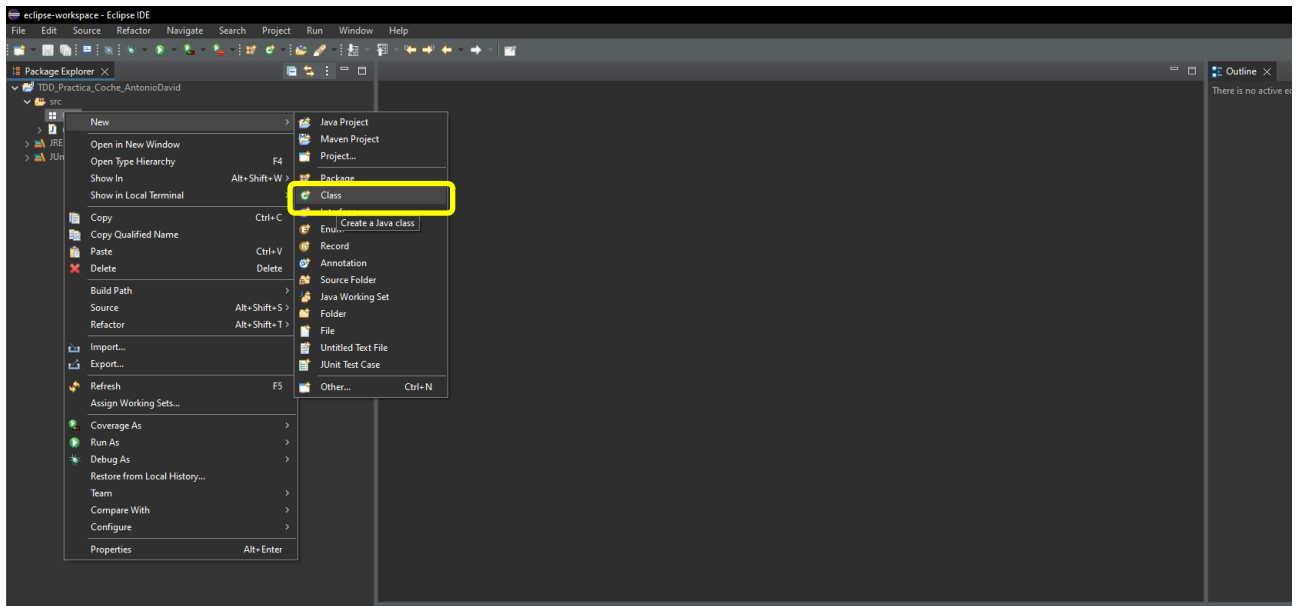 eclipse-workspace - Eclipse IDE
File Edit Source Refactor Navigate Search Project Run Window Help
Package Explorer
Outline
TDD_Practica_Coche_AntonioDavid
There is no active
src
JRE
JUn
New
Open in New Window
Open Type Hierarchy F4
Show In Alt+Shift+W >
Show in Local Terminal
Copy Ctrl+C
Copy Qualified Name
Paste Ctrl+V
Delete Delete
Build Path
Source Alt+Shift+S >
Refactor Alt+Shift+T >
Import...
Export...
Refresh F5
Assign Working Sets...
Coverage As
Run As
Debug As
Restore from Local History...
Team
Compare With
Configure
Properties Alt+Enter
Java Project
Maven Project
Project...
Package
Class
Create a Java class
Record
Annotation
Source Folder
Java Working Set
Folder
File
Untitled Text File
JUnit Test Case
Other... Ctrl+N